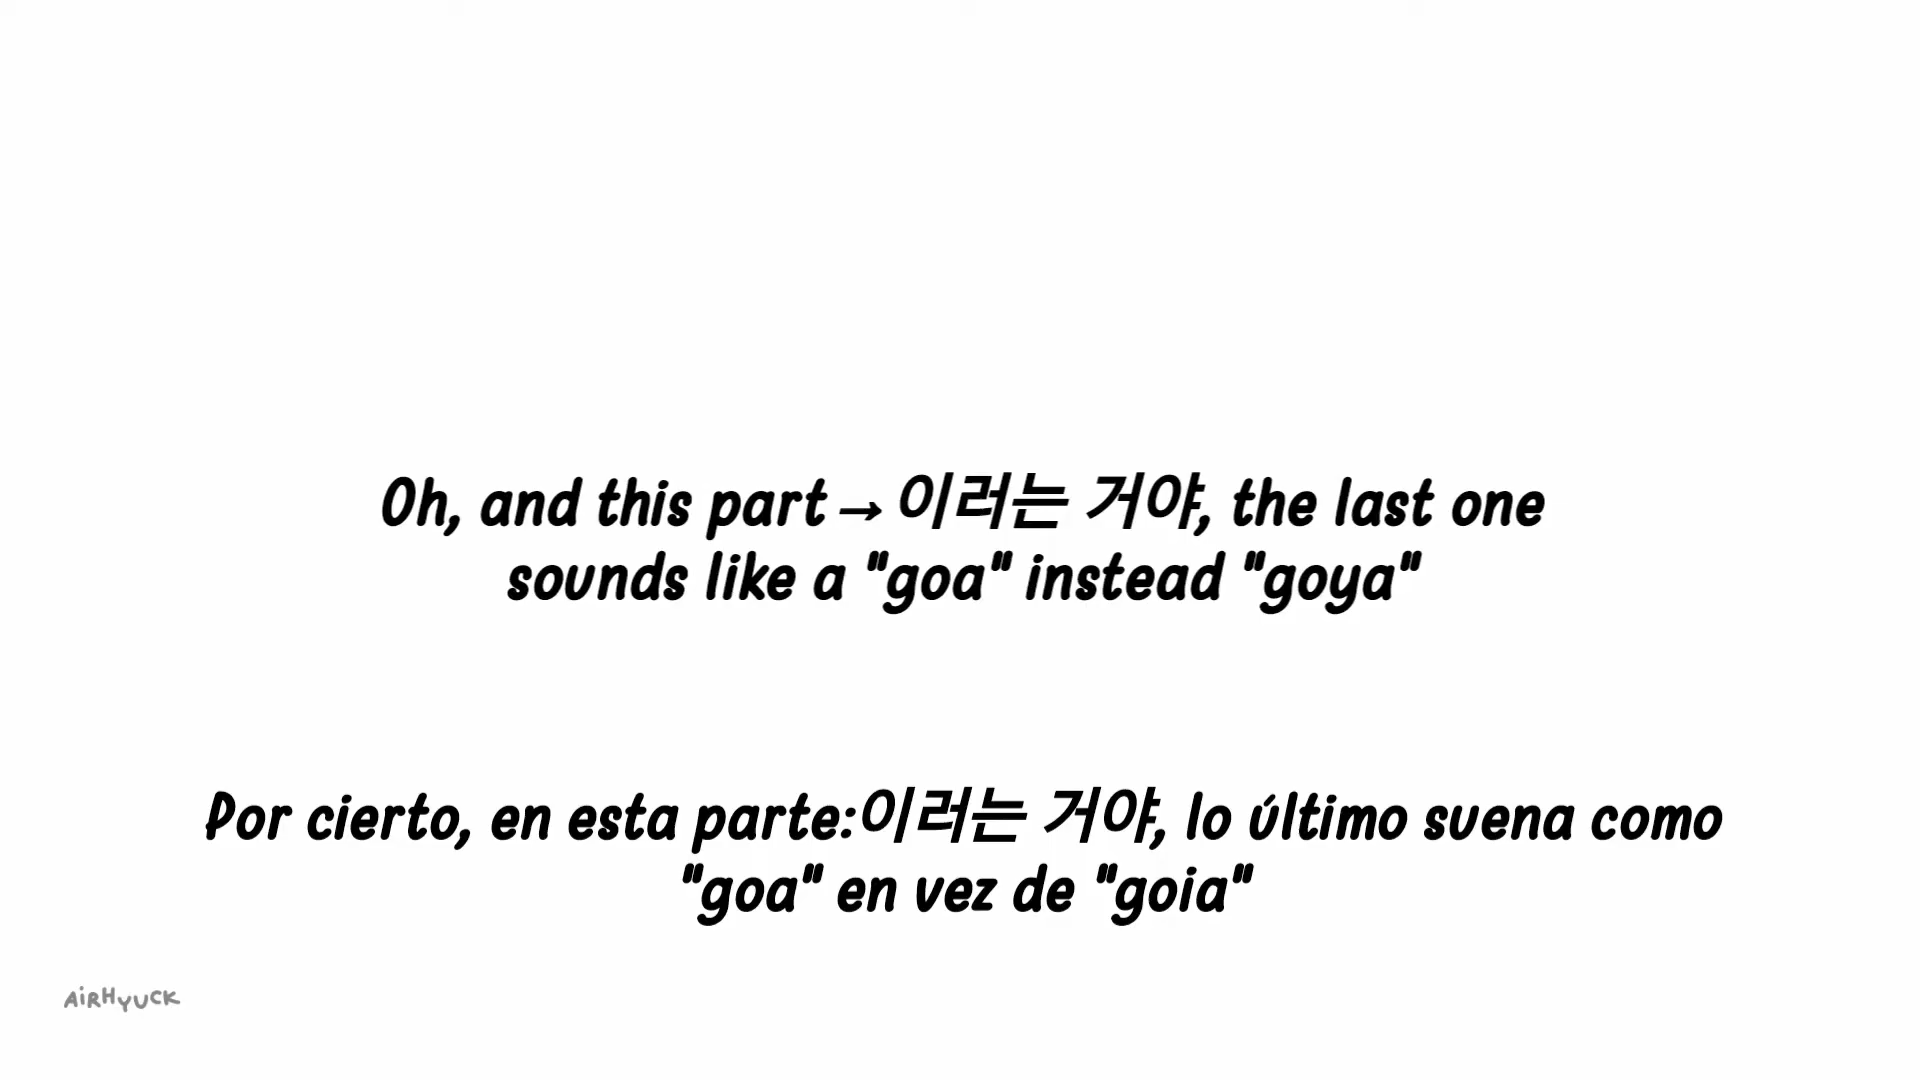 Oh, and this part→이러는 거야, the last one
sounds like a "goa" instead "goya"
Por cierto, en esta parte:이러는 거야, lo último suena como
"goa" en vez de "goia"
AiRHYUCK